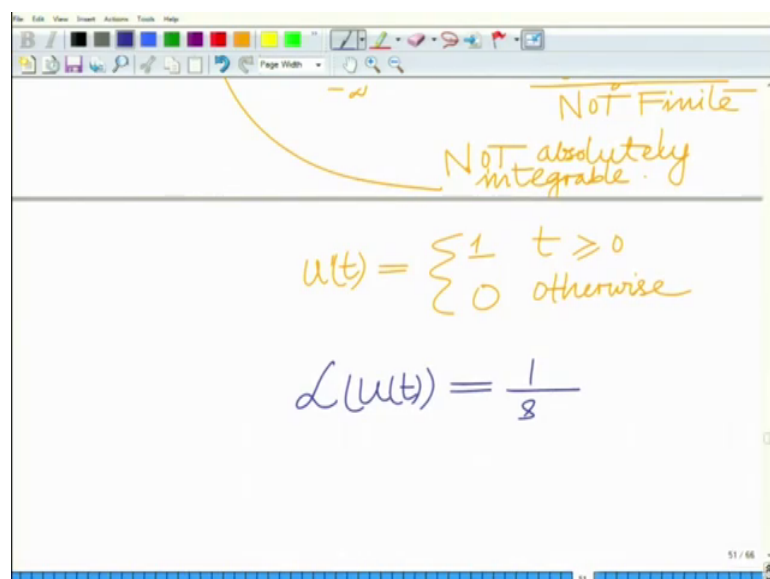 File Edit View Insert Actions Tools Help
B I
Page Width
-∞
NOT Finite
NOT absolutely
integrable.
u(t) = { 1 t ≥ 0
0 otherwise
L(u(t)) = 1/s
51 / 66